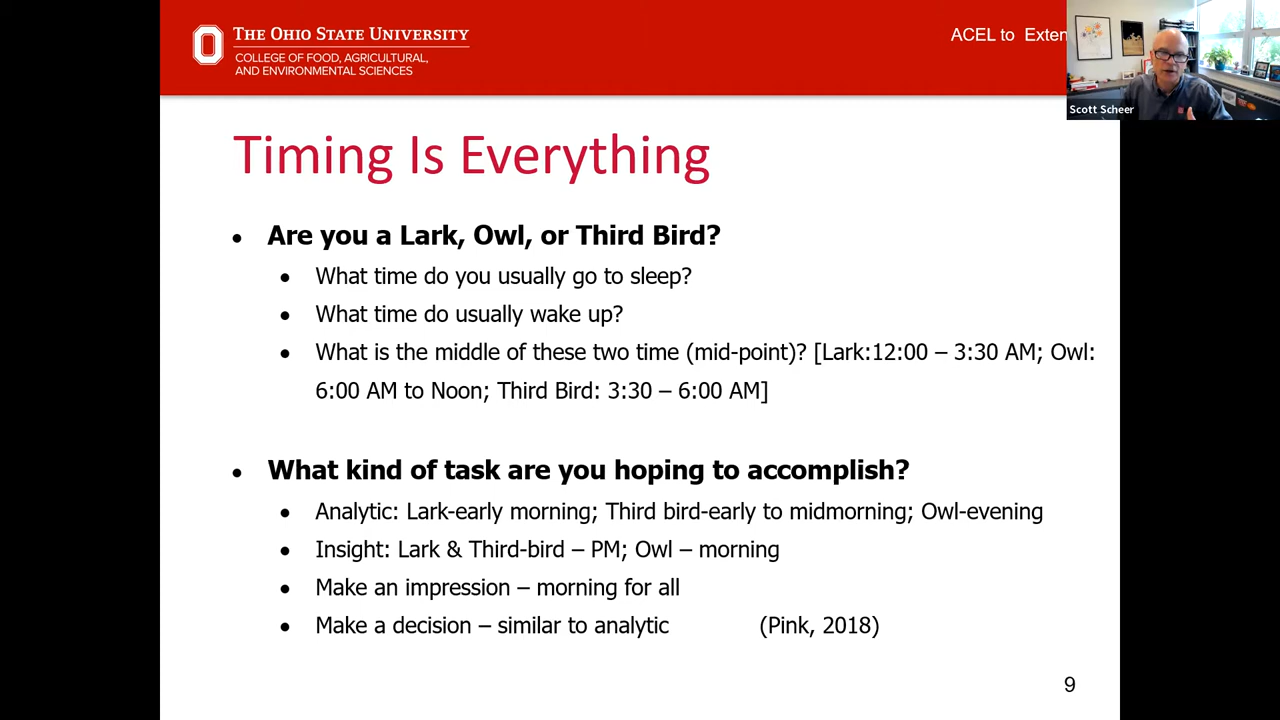 THE OHIO STATE UNIVERSITY
COLLEGE OF FOOD, AGRICULTURAL,
AND ENVIRONMENTAL SCIENCES
ACEL to Exten
Scott Scheer
Timing Is Everything
• Are you a Lark, Owl, or Third Bird?
• What time do you usually go to sleep?
• What time do usually wake up?
• What is the middle of these two time (mid-point)? [Lark:12:00 – 3:30 AM; Owl:
6:00 AM to Noon; Third Bird: 3:30 – 6:00 AM]
• What kind of task are you hoping to accomplish?
• Analytic: Lark-early morning; Third bird-early to midmorning; Owl-evening
• Insight: Lark & Third-bird – PM; Owl – morning
• Make an impression – morning for all
• Make a decision – similar to analytic (Pink, 2018)
9